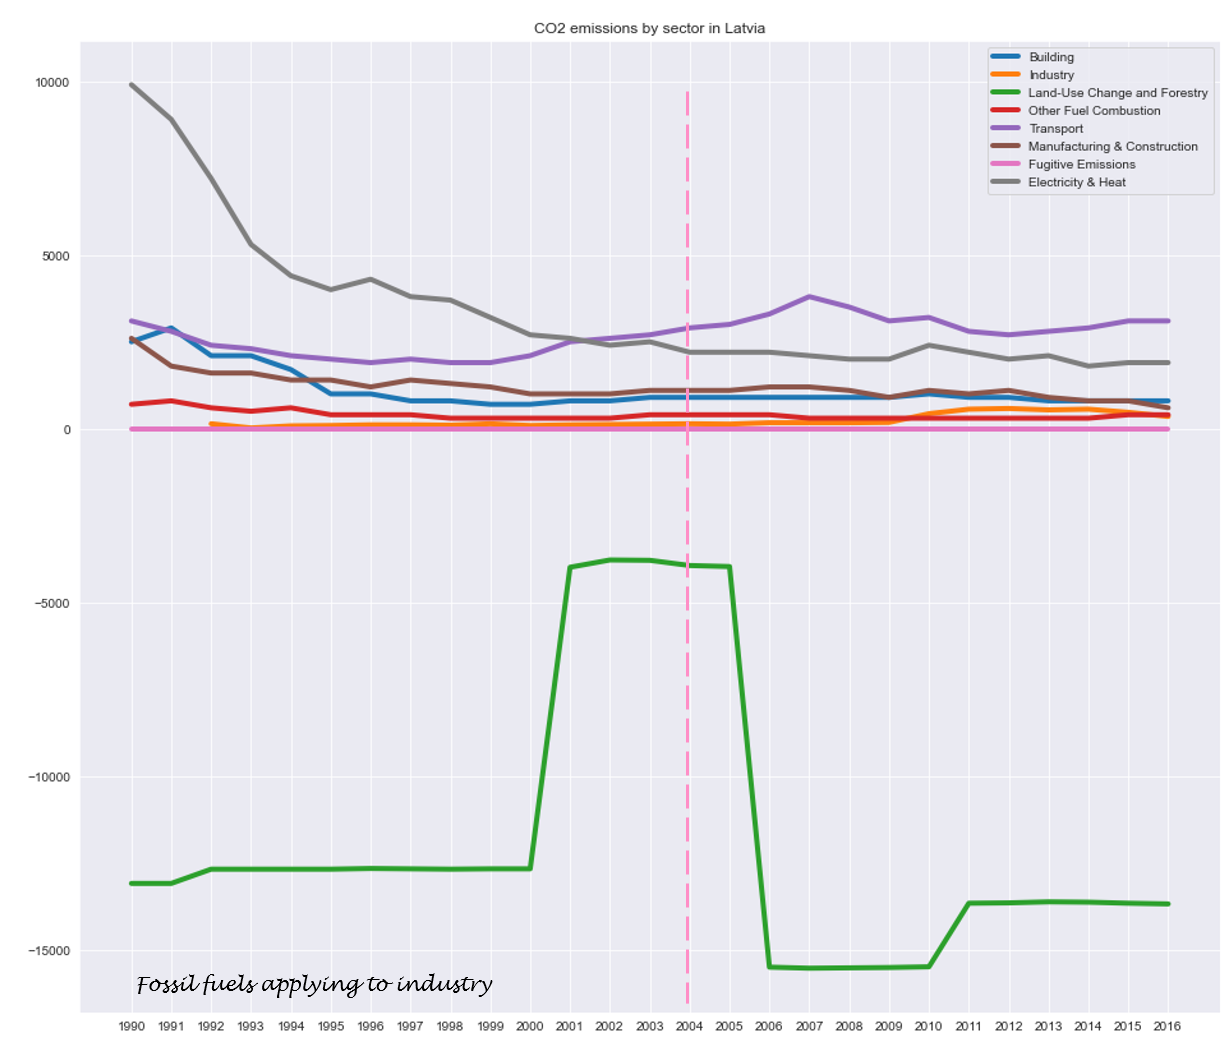 CO2 emissions by sector in Latvia
Building
Industry
Land-Use Change and Forestry
Other Fuel Combustion
Transport
Manufacturing & Construction
Fugitive Emissions
Electricity & Heat
10000
5000
0
−5000
−10000
−15000
Fossil fuels applying to industry
1990 1991 1992 1993 1994 1995 1996 1997 1998 1999 2000 2001 2002 2003 2004 2005 2006 2007 2008 2009 2010 2011 2012 2013 2014 2015 2016